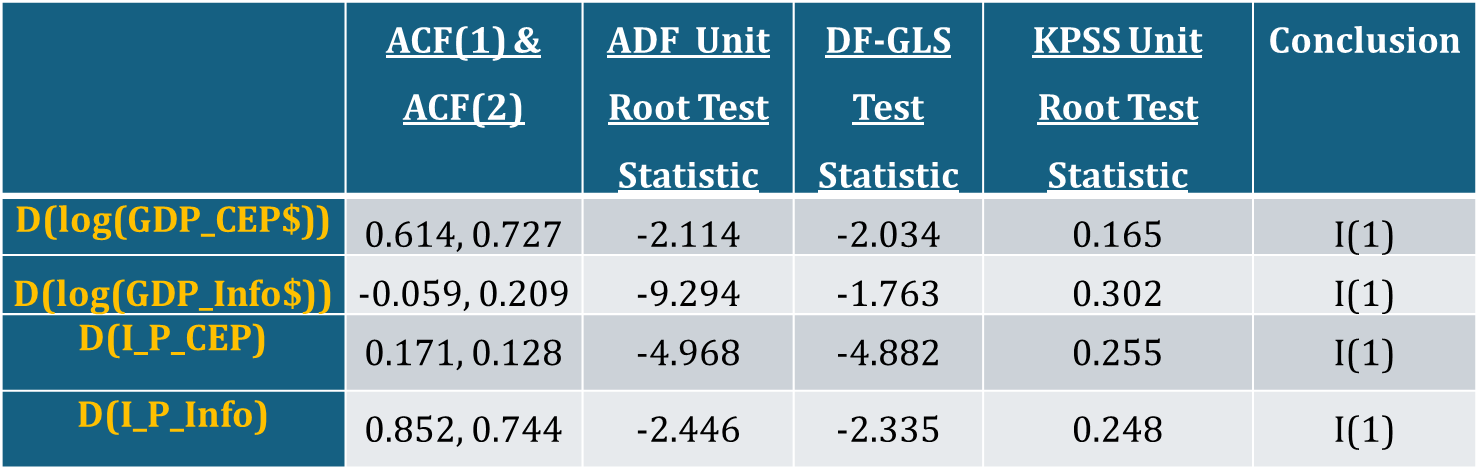 ACF(1) &
ACF(2)
ADF Unit
Root Test
Statistic
DF-GLS
Test
Statistic
KPSS Unit
Root Test
Statistic
Conclusion
D(log(GDP_CEP$)) 0.614, 0.727 -2.114 -2.034 0.165 I(1)
D(log(GDP_Info$)) -0.059, 0.209 -9.294 -1.763 0.302 I(1)
D(I_P_CEP) 0.171, 0.128 -4.968 -4.882 0.255 I(1)
D(I_P_Info) 0.852, 0.744 -2.446 -2.335 0.248 I(1)